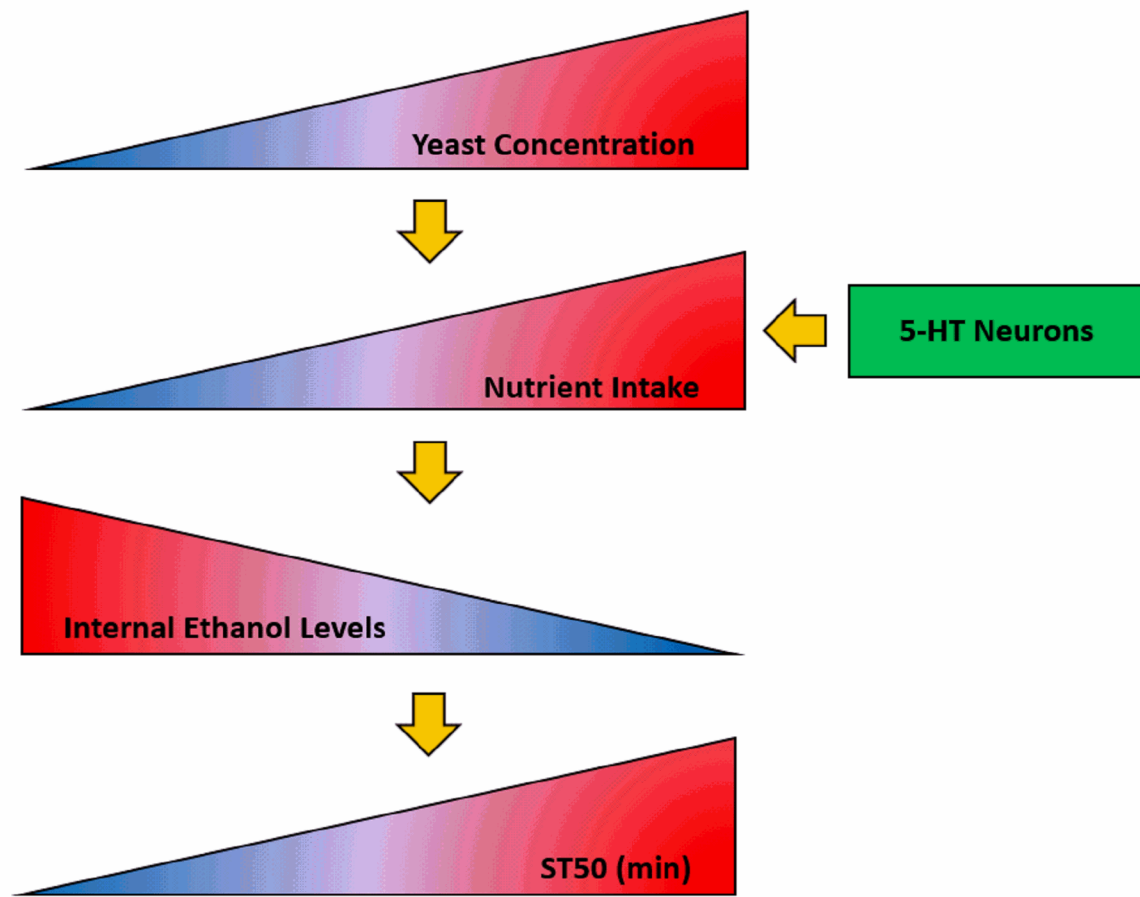 Yeast Concentration
Nutrient Intake
5-HT Neurons
Internal Ethanol Levels
ST50 (min)